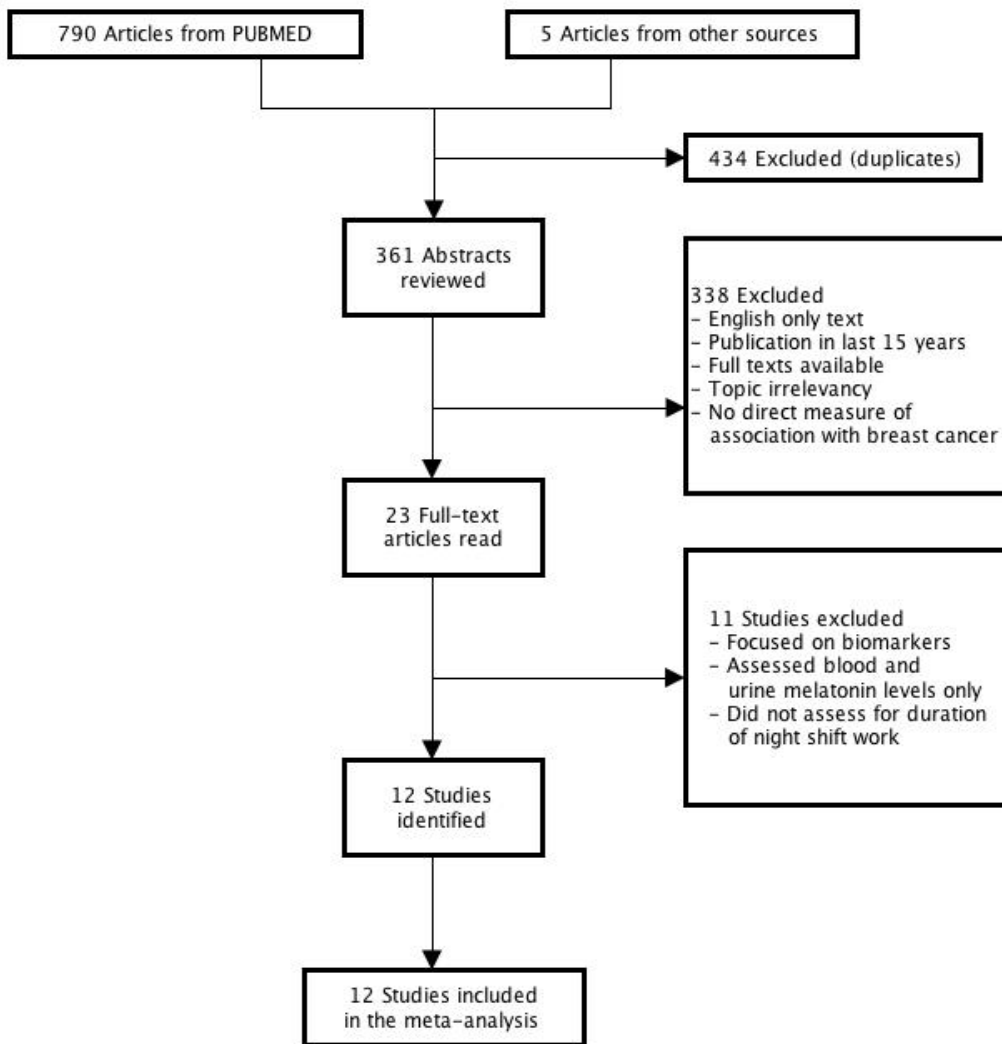 790 Articles from PUBMED
5 Articles from other sources
434 Excluded (duplicates)
361 Abstracts
reviewed
338 Excluded
– English only text
– Publication in last 15 years
– Full texts available
– Topic irrelevancy
– No direct measure of
association with breast cancer
23 Full–text
articles read
11 Studies excluded
– Focused on biomarkers
– Assessed blood and
urine melatonin levels only
– Did not assess for duration
of night shift work
12 Studies
identified
12 Studies included
in the meta–analysis